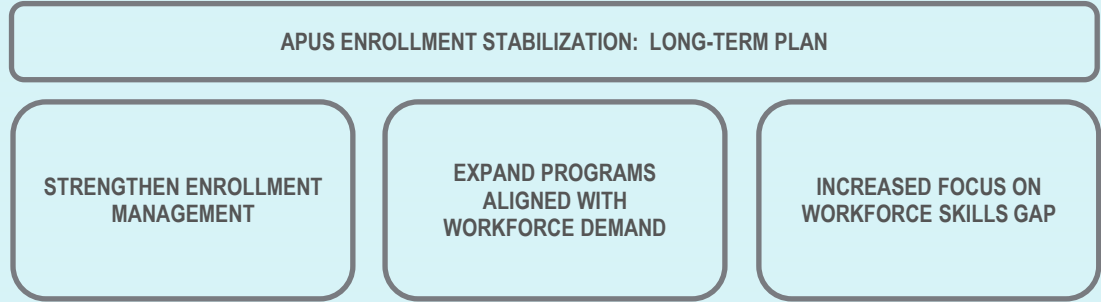 APUS ENROLLMENT STABILIZATION: LONG-TERM PLAN
STRENGTHEN ENROLLMENT
MANAGEMENT
EXPAND PROGRAMS
ALIGNED WITH
WORKFORCE DEMAND
INCREASED FOCUS ON
WORKFORCE SKILLS GAP